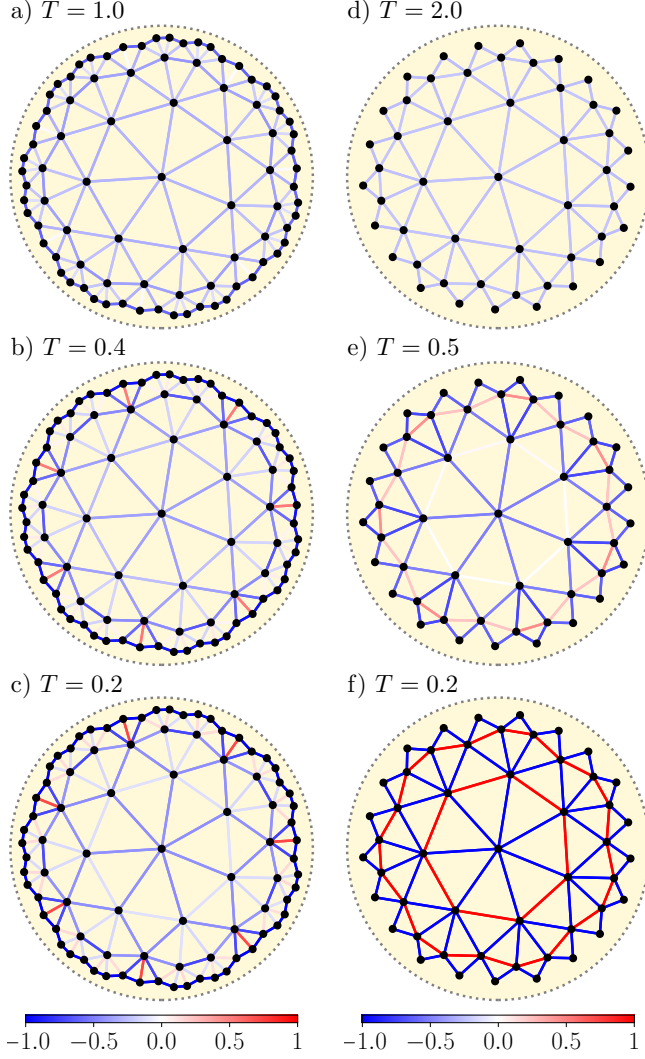 a) T = 1.0
d) T = 2.0
b) T = 0.4
e) T = 0.5
c) T = 0.2
f) T = 0.2
−1.0 −0.5 0.0 0.5 1
−1.0 −0.5 0.0 0.5 1